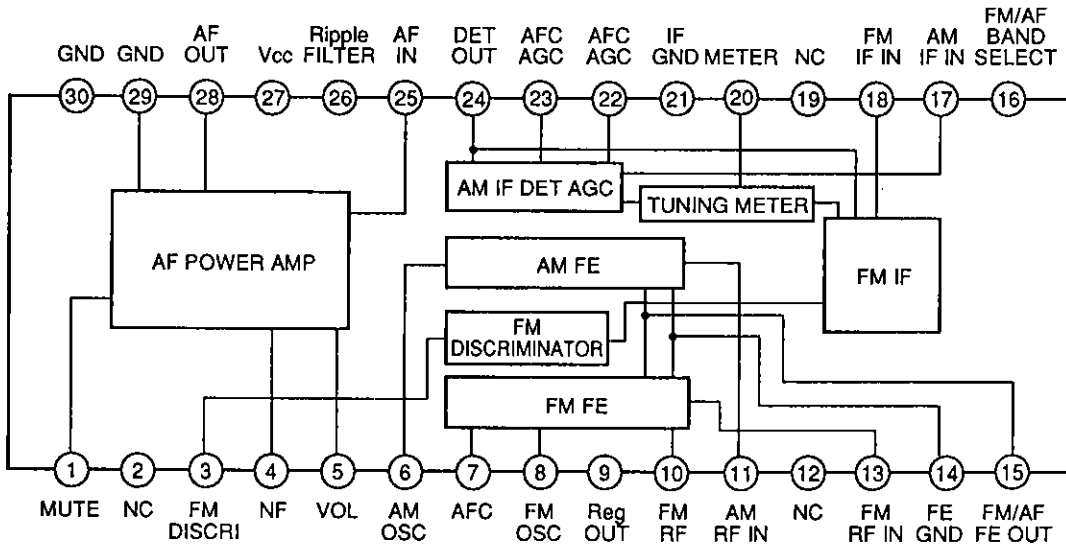 GND GND AF OUT Vcc Ripple FILTER AF IN DET OUT AFC AGC AFC AGC IF GND METER NC FM IF IN AM IF IN FM/AF BAND SELECT
30 29 28 27 26 25 24 23 22 21 20 19 18 17 16
AM IF DET AGC
TUNING METER
AF POWER AMP
AM FE
FM IF
FM
DISCRIMINATOR
FM FE
1 2 3 4 5 6 7 8 9 10 11 12 13 14 15
MUTE NC FM DISCRI NF VOL AM OSC AFC FM OSC Reg OUT FM RF AM RF IN NC FM RF IN FE GND FM/AF FE OUT